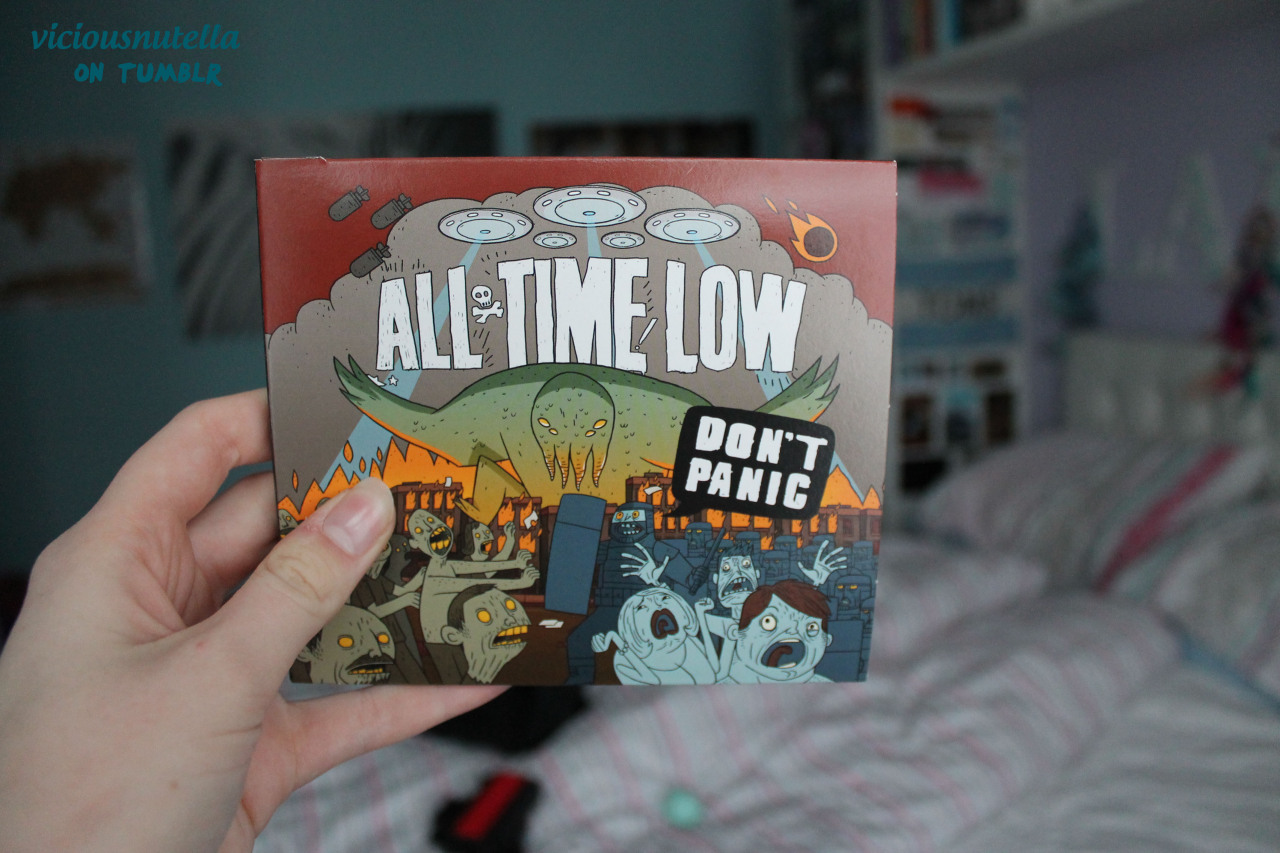 viciousnutella
ON TUMBLR
ALL TIME LOW
DON'T
PANIC